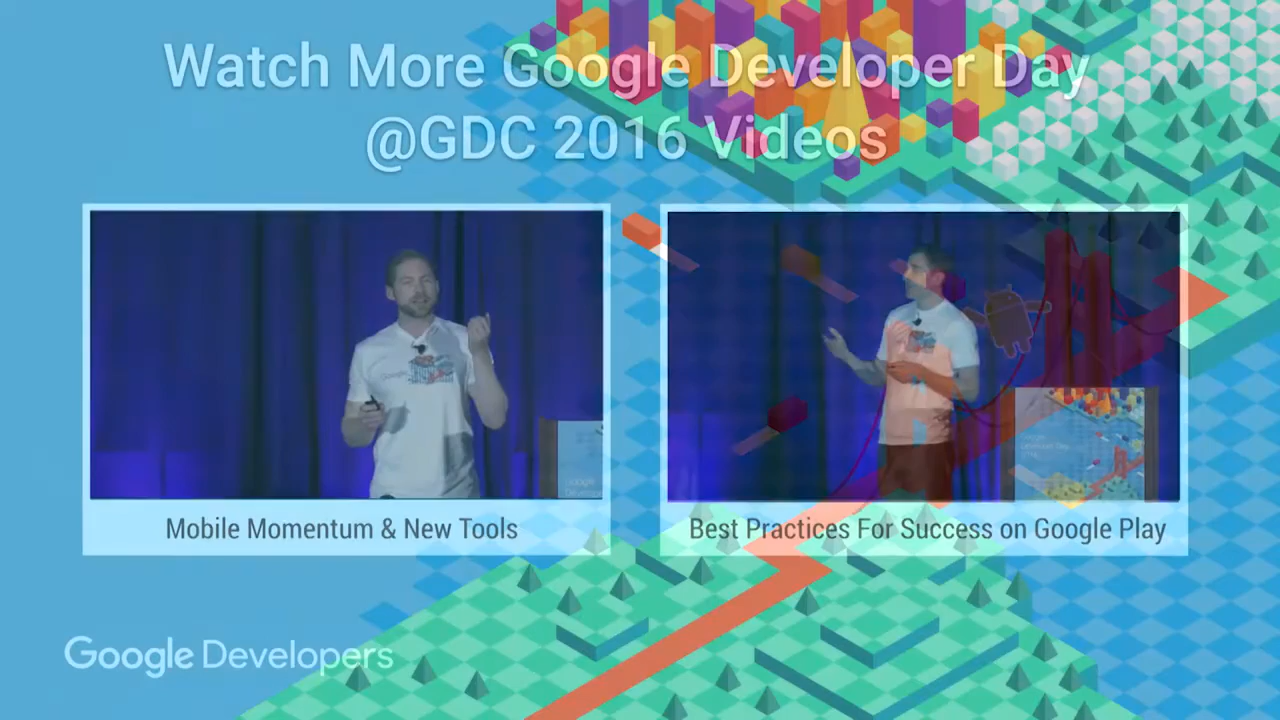 Watch More Google Developer Day
@GDC 2016 Videos
Mobile Momentum & New Tools
Best Practices For Success on Google Play
Google Developers